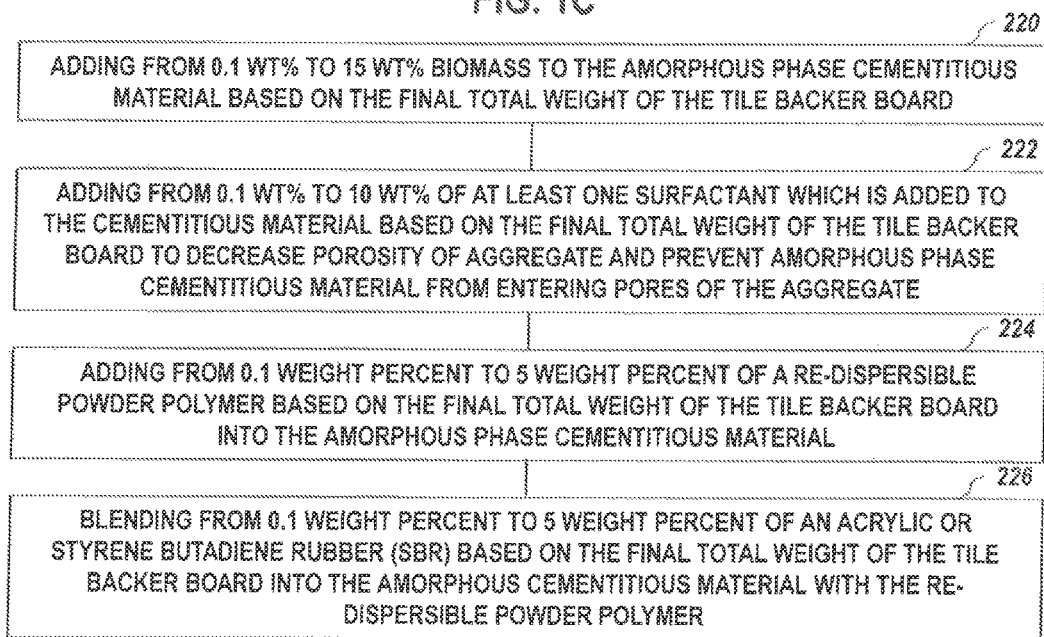 FIG. 1C
220
ADDING FROM 0.1 WT% TO 15 WT% BIOMASS TO THE AMORPHOUS PHASE CEMENTITIOUS
MATERIAL BASED ON THE FINAL TOTAL WEIGHT OF THE TILE BACKER BOARD
222
ADDING FROM 0.1 WT% TO 10 WT% OF AT LEAST ONE SURFACTANT WHICH IS ADDED TO
THE CEMENTITIOUS MATERIAL BASED ON THE FINAL TOTAL WEIGHT OF THE TILE BACKER
BOARD TO DECREASE POROSITY OF AGGREGATE AND PREVENT AMORPHOUS PHASE
CEMENTITIOUS MATERIAL FROM ENTERING PORES OF THE AGGREGATE
224
ADDING FROM 0.1 WEIGHT PERCENT TO 5 WEIGHT PERCENT OF A RE-DISPERSIBLE
POWDER POLYMER BASED ON THE FINAL TOTAL WEIGHT OF THE TILE BACKER BOARD
INTO THE AMORPHOUS PHASE CEMENTITIOUS MATERIAL
226
BLENDING FROM 0.1 WEIGHT PERCENT TO 5 WEIGHT PERCENT OF AN ACRYLIC OR
STYRENE BUTADIENE RUBBER (SBR) BASED ON THE FINAL TOTAL WEIGHT OF THE TILE
BACKER BOARD INTO THE AMORPHOUS CEMENTITIOUS MATERIAL WITH THE RE-
DISPERSIBLE POWDER POLYMER